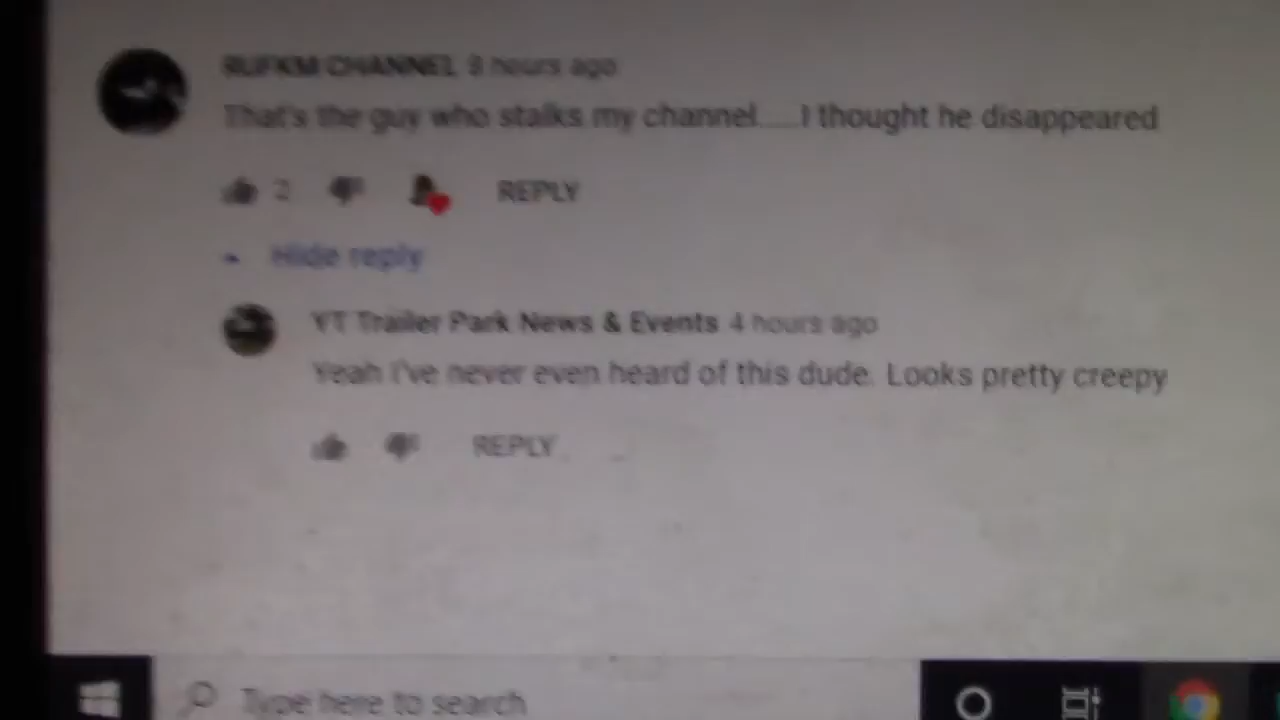 RUFKM CHANNEL 9 hours ago
That's the guy who stalks my channel.....I thought he disappeared
2 REPLY
Hide reply
YT Trailer Park News & Events 4 hours ago
Yeah I've never even heard of this dude. Looks pretty creepy
REPLY
Type here to search